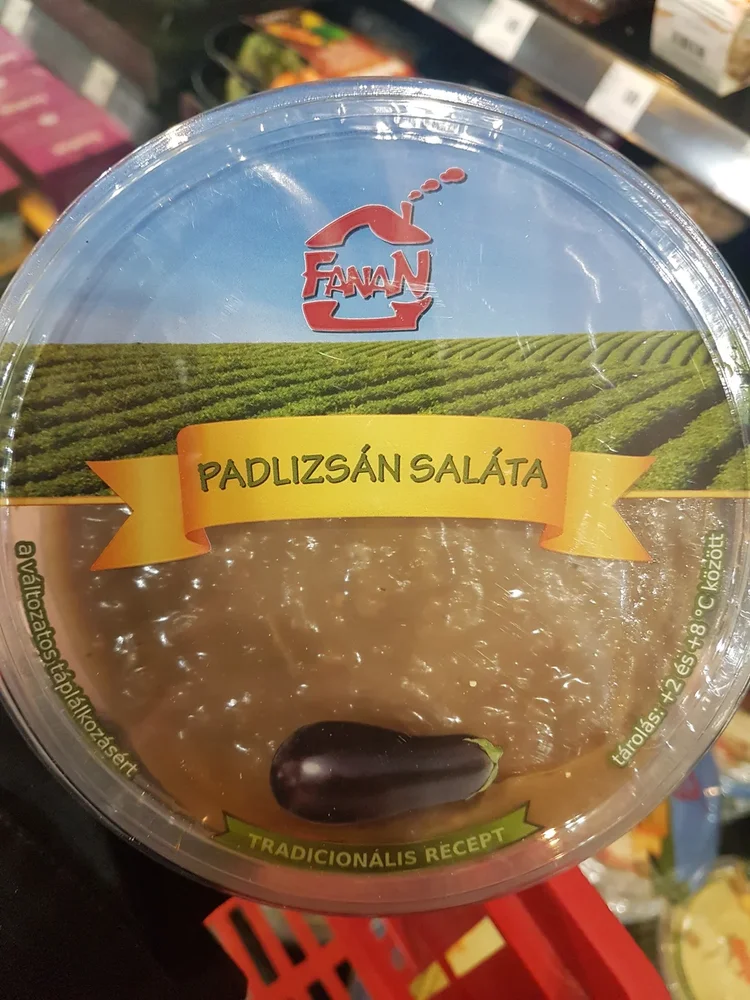 FANAN
PADLIZSÁN SALÁTA
a változatos táplálkozásért
tárolás: +2 és +8 °C között
TRADICIONÁLIS RECEPT